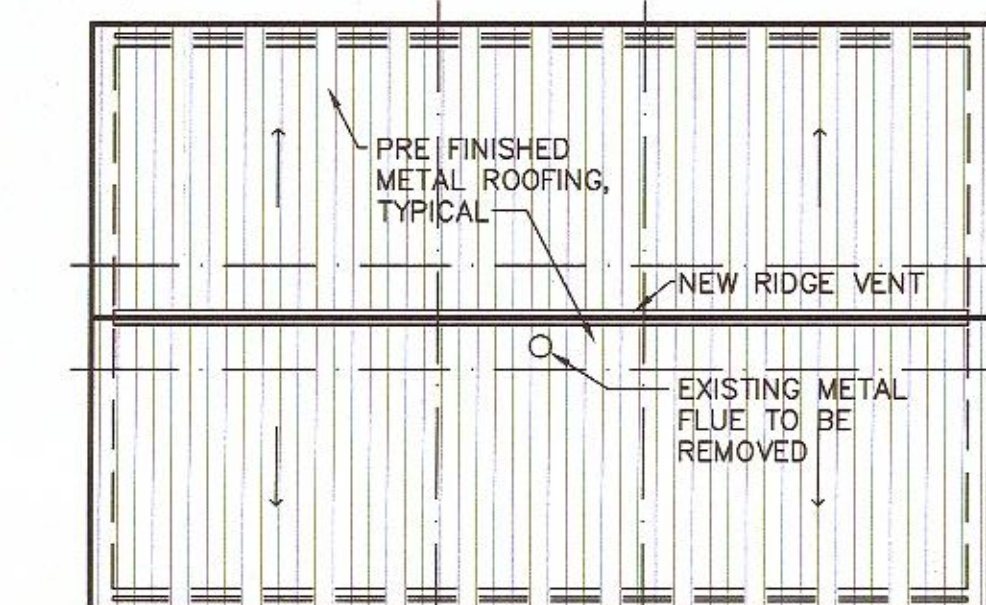 PRE FINISHED
METAL ROOFING,
TYPICAL
NEW RIDGE VENT
EXISTING METAL
FLUE TO BE
REMOVED